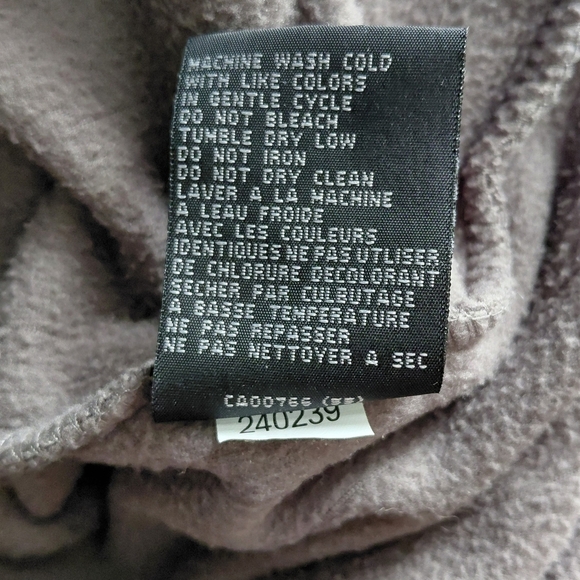 MACHINE WASH COLD
WITH LIKE COLORS
IN GENTLE CYCLE
DO NOT BLEACH
TUMBLE DRY LOW
DO NOT IRON
DO NOT DRY CLEAN
LAVER A LA MACHINE
A LEAU FROIDE
AVEC LES COULEURS
IDENTIQUES NE PAS UTLISER
DE CHLORURE DECOLORANT
SECHER PAR CULBUTAGE
A BASSE TEMPERATURE
NE PAS REPASSER
NE PAS NETTOYER A SEC
CA00766
240239